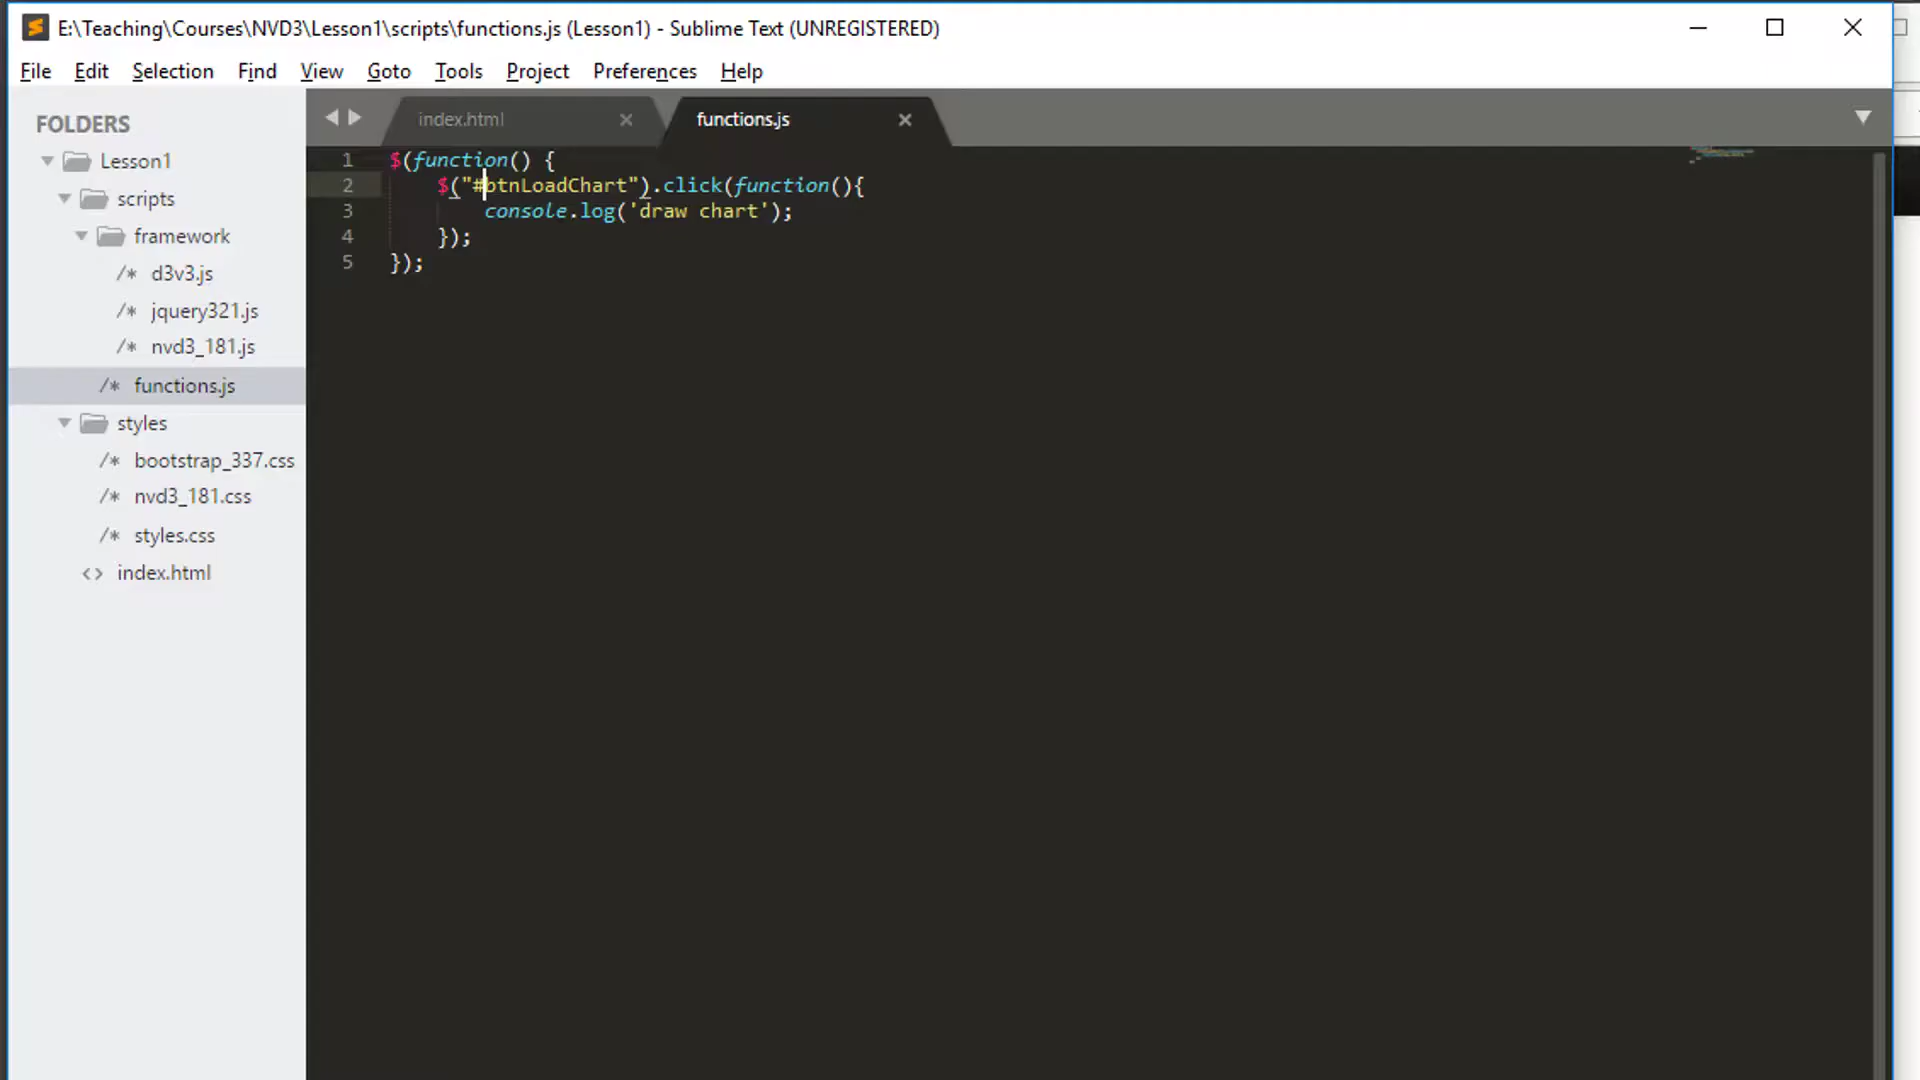 E:\Teaching\Courses\NVD3\Lesson1\scripts\functions.js (Lesson1) - Sublime Text (UNREGISTERED)
File Edit Selection Find View Goto Tools Project Preferences Help
FOLDERS
Lesson1
scripts
framework
/* d3v3.js
/* jquery321.js
/* nvd3_181.js
/* functions.js
styles
/* bootstrap_337.css
/* nvd3_181.css
/* styles.css
<> index.html
index.html
functions.js
1 $(function() {
2     $("#btnLoadChart").click(function(){
3         console.log('draw chart');
4     });
5 });